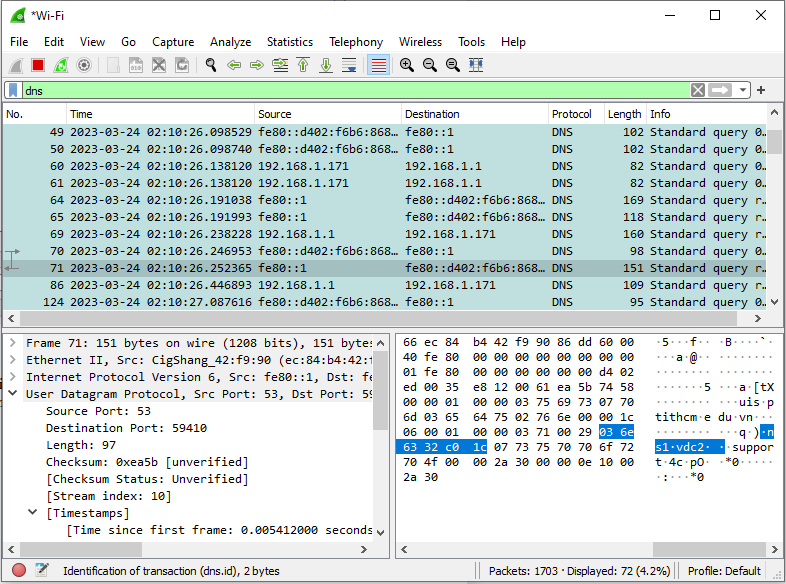 *Wi-Fi
File Edit View Go Capture Analyze Statistics Telephony Wireless Tools Help
dns
No. Time Source Destination Protocol Length Info
49 2023-03-24 02:10:26.098529 fe80::d402:f6b6:868… fe80::1 DNS 102 Standard query 0…
50 2023-03-24 02:10:26.098740 fe80::d402:f6b6:868… fe80::1 DNS 102 Standard query 0…
60 2023-03-24 02:10:26.138120 192.168.1.171 192.168.1.1 DNS 82 Standard query 0…
61 2023-03-24 02:10:26.138120 192.168.1.171 192.168.1.1 DNS 82 Standard query 0…
64 2023-03-24 02:10:26.191038 fe80::1 fe80::d402:f6b6:868… DNS 169 Standard query r…
65 2023-03-24 02:10:26.191993 fe80::1 fe80::d402:f6b6:868… DNS 118 Standard query r…
69 2023-03-24 02:10:26.238228 192.168.1.1 192.168.1.171 DNS 160 Standard query r…
70 2023-03-24 02:10:26.246953 fe80::d402:f6b6:868… fe80::1 DNS 98 Standard query 0…
71 2023-03-24 02:10:26.252365 fe80::1 fe80::d402:f6b6:868… DNS 151 Standard query r…
86 2023-03-24 02:10:26.446893 192.168.1.1 192.168.1.171 DNS 109 Standard query r…
124 2023-03-24 02:10:27.087616 fe80::d402:f6b6:868… fe80::1 DNS 95 Standard query 0…
Frame 71: 151 bytes on wire (1208 bits), 151 bytes
Ethernet II, Src: CigShang_42:f9:90 (ec:84:b4:42:f
Internet Protocol Version 6, Src: fe80::1, Dst: fe
User Datagram Protocol, Src Port: 53, Dst Port: 59
Source Port: 53
Destination Port: 59410
Length: 97
Checksum: 0xea5b [unverified]
[Checksum Status: Unverified]
[Stream index: 10]
[Timestamps]
[Time since first frame: 0.005412000 seconds
66 ec 84 b4 42 f9 90 86 dd 60 00 5···f ··B····`·
40 fe 80 00 00 00 00 00 00 00 00 ···a·@·· ········
01 fe 80 00 00 00 00 00 00 d4 02 ········ ········
ed 00 35 e8 12 00 61 ea 5b 74 58 ·······5 ···a·[tX
00 00 01 00 00 03 75 69 73 07 70 ········ ···uis·p
6d 03 65 64 75 02 76 6e 00 00 1c tithcm·e du·vn···
06 00 01 00 00 03 71 00 29 03 6e ········ ···q·)·n
63 32 c0 1c 07 73 75 70 70 6f 72 s1·vdc2· ··suppor
70 4f 00 00 2a 30 00 00 0e 10 00 t·4c·pO· ·*0·····
2a 30 ··:···*0
Identification of transaction (dns.id), 2 bytes
Packets: 1703 · Displayed: 72 (4.2%)
Profile: Default